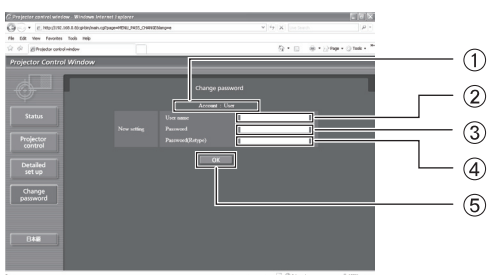 Projector control window - Windows Internet Explorer
File Edit View Favorites Tools Help
Projector control window
Page Tools
Projector Control Window
Change password
Account : User
User name
New setting
Password
Password(Retype)
OK
Status
Projector
control
Detailed
set up
Change
password
日本語
①
②
③
④
⑤